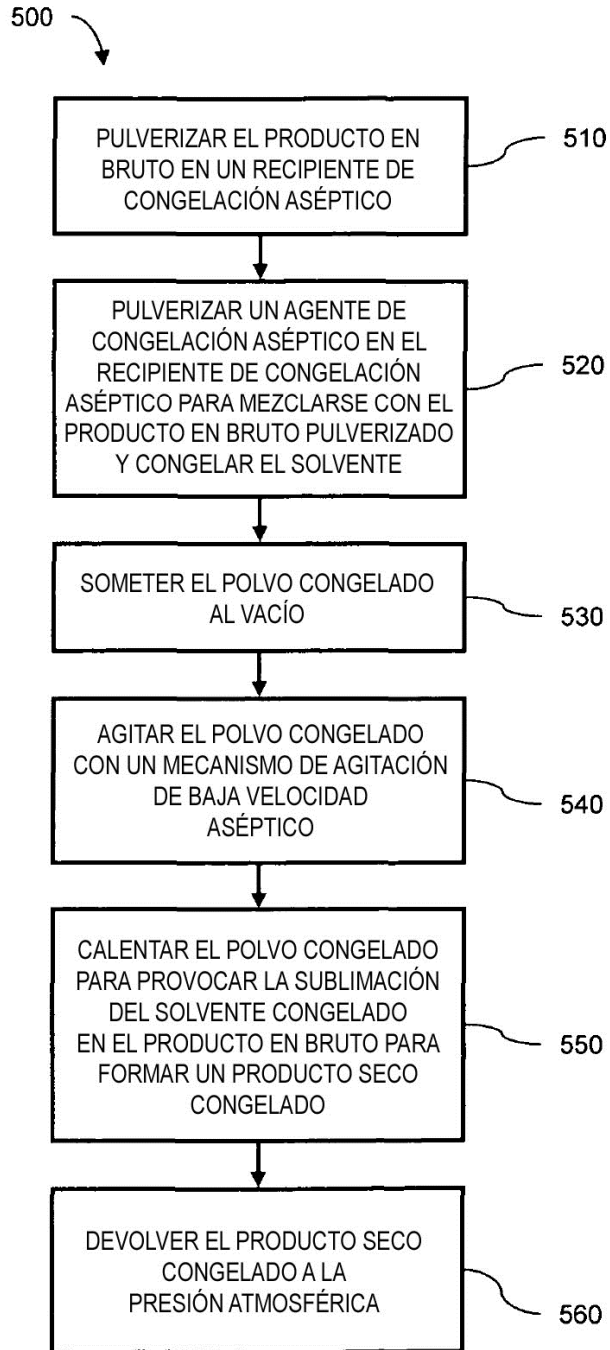 500
PULVERIZAR EL PRODUCTO EN
BRUTO EN UN RECIPIENTE DE
CONGELACIÓN ASÉPTICO
510
PULVERIZAR UN AGENTE DE
CONGELACIÓN ASÉPTICO EN EL
RECIPIENTE DE CONGELACIÓN
ASÉPTICO PARA MEZCLARSE CON EL
PRODUCTO EN BRUTO PULVERIZADO
Y CONGELAR EL SOLVENTE
520
SOMETER EL POLVO CONGELADO
AL VACÍO
530
AGITAR EL POLVO CONGELADO
CON UN MECANISMO DE AGITACIÓN
DE BAJA VELOCIDAD
ASÉPTICO
540
CALENTAR EL POLVO CONGELADO
PARA PROVOCAR LA SUBLIMACIÓN
DEL SOLVENTE CONGELADO
EN EL PRODUCTO EN BRUTO PARA
FORMAR UN PRODUCTO SECO
CONGELADO
550
DEVOLVER EL PRODUCTO SECO
CONGELADO A LA
PRESIÓN ATMOSFÉRICA
560